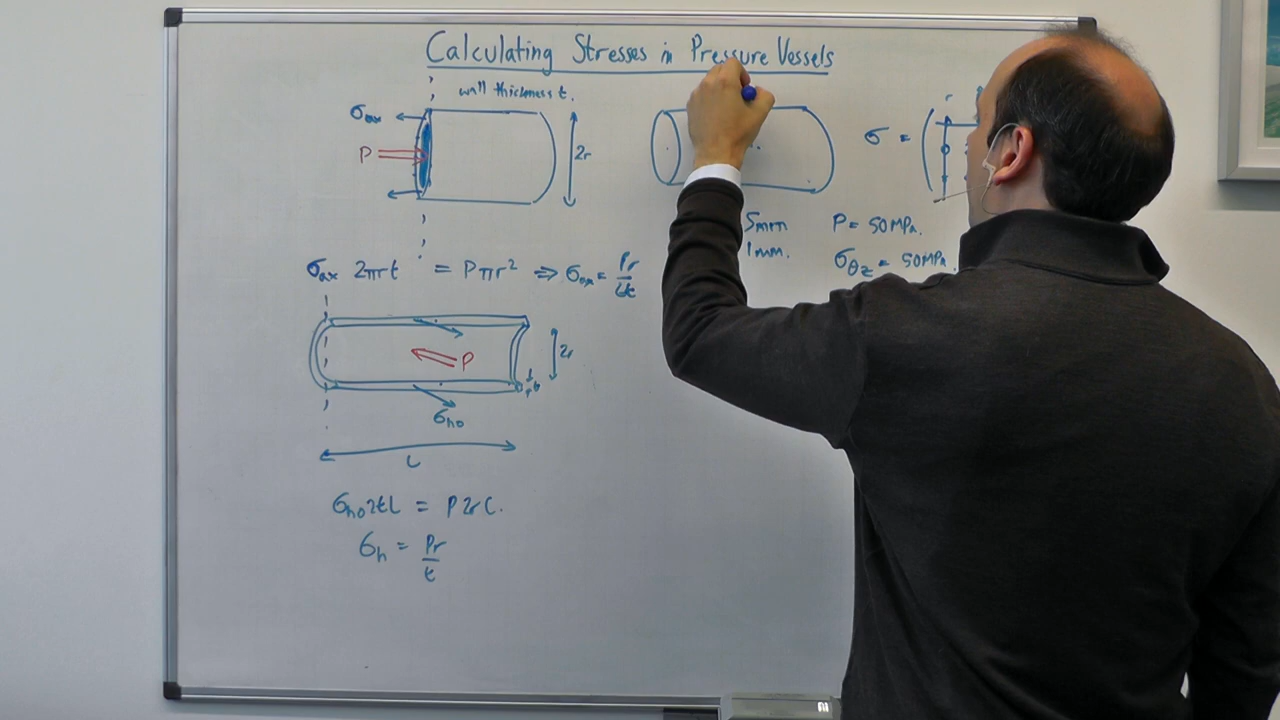 Calculating Stresses in Pressure Vessels
wall thickness t.
σax
P
2r
σax 2πrt = Pπr² ⇒ σax = Pr/2t
P
2r
t
σho
L
σho2tL = P2rL.
σh = Pr/t
σ =
r
5mm
1mm.
P = 50MPa.
σθz = 50MPa.